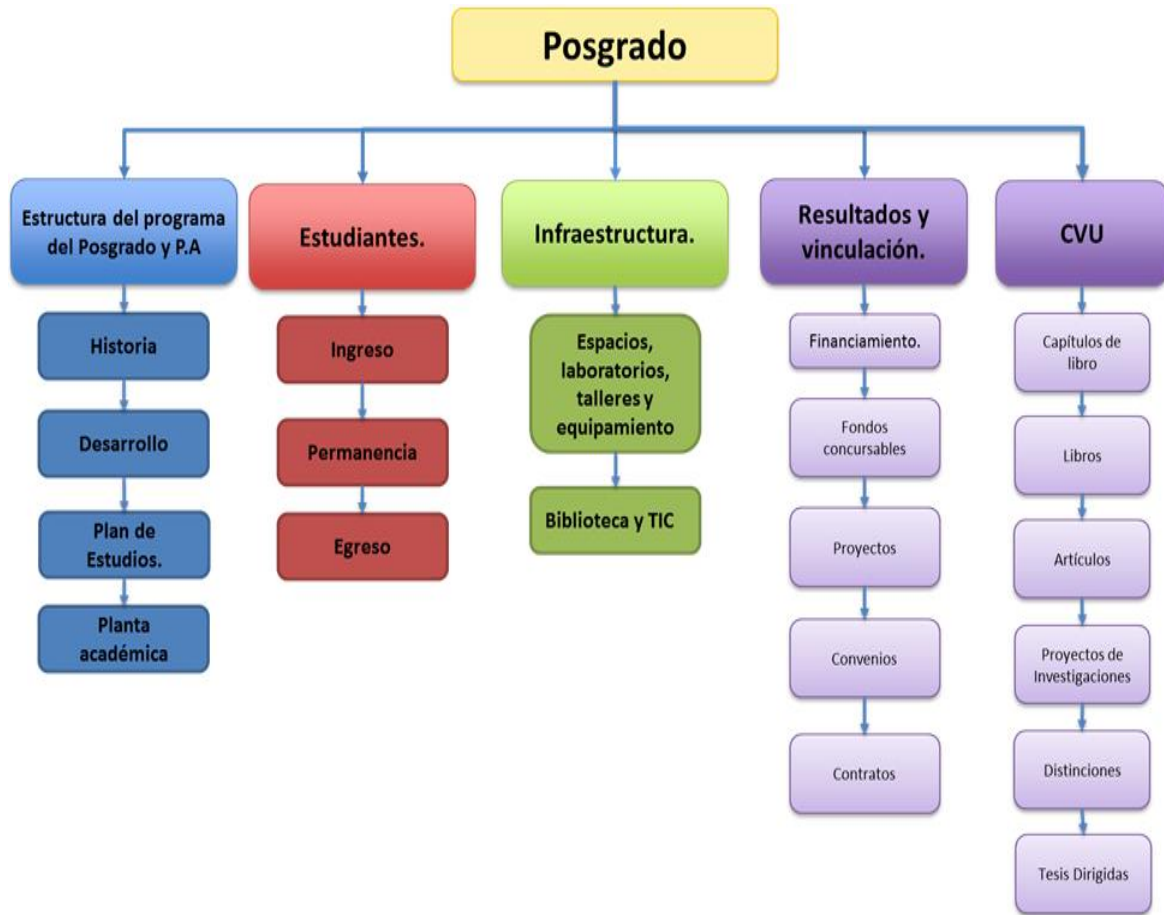 Posgrado
Estructura del programa
del Posgrado y P.A
Historia
Desarrollo
Plan de
Estudios.
Planta
académica
Estudiantes.
Ingreso
Permanencia
Egreso
Infraestructura.
Espacios,
laboratorios,
talleres y
equipamiento
Biblioteca y TIC
Resultados y
vinculación.
Financiamiento.
Fondos
concursables
Proyectos
Convenios
Contratos
CVU
Capítulos de
libro
Libros
Artículos
Proyectos de
Investigaciones
Distinciones
Tesis Dirigidas